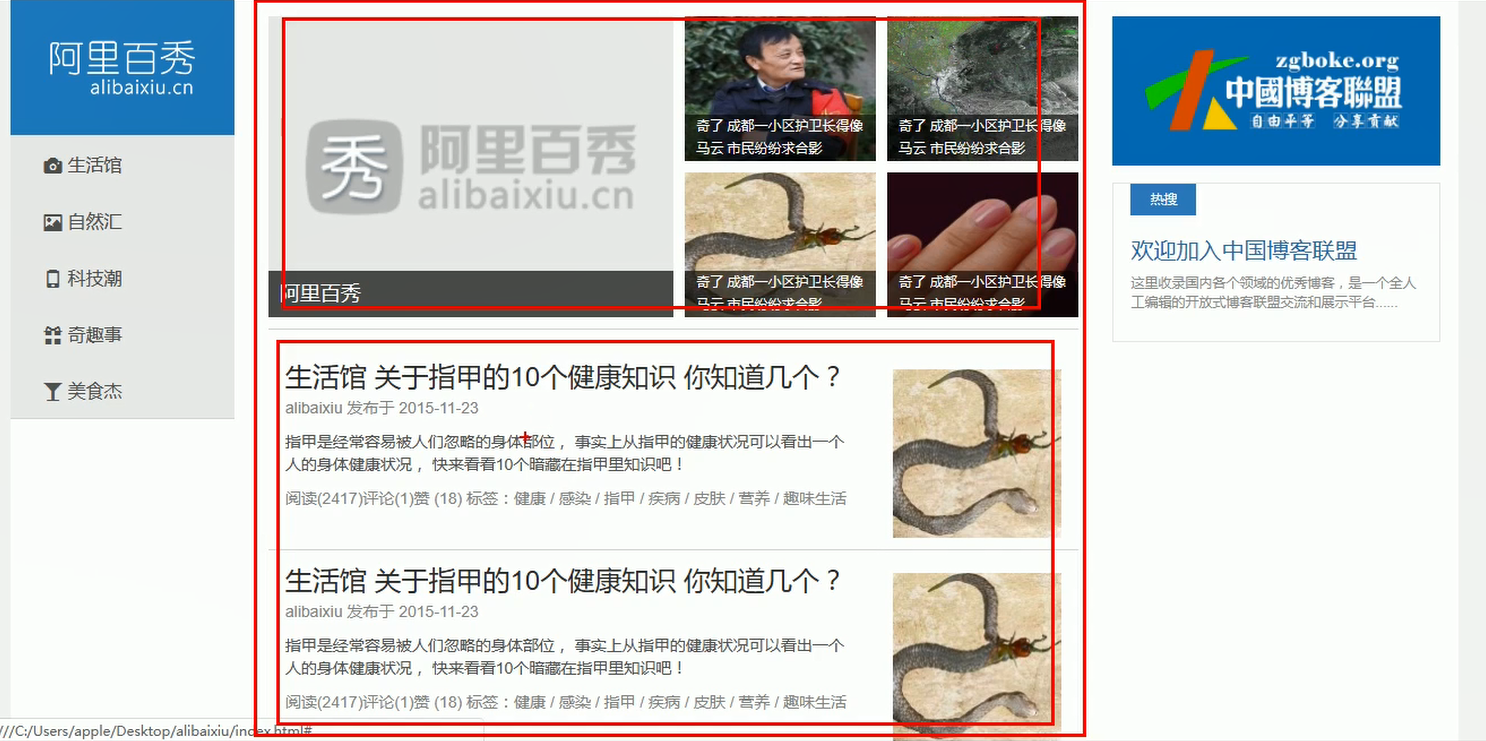 阿里百秀
alibaixiu.cn
生活馆
自然汇
科技潮
奇趣事
美食杰
秀 阿里百秀
alibaixiu.cn
阿里百秀
奇了 成都一小区护卫长得像
马云 市民纷纷求合影
奇了 成都一小区护卫长得像
马云 市民纷纷求合影
奇了 成都一小区护卫长得像
马云 市民纷纷求合影
奇了 成都一小区护卫长得像
马云 市民纷纷求合影
生活馆 关于指甲的10个健康知识 你知道几个？
alibaixiu 发布于 2015-11-23
指甲是经常容易被人们忽略的身体部位， 事实上从指甲的健康状况可以看出一个
人的身体健康状况， 快来看看10个暗藏在指甲里知识吧！
阅读(2417)评论(1)赞 (18) 标签：健康 / 感染 / 指甲 / 疾病 / 皮肤 / 营养 / 趣味生活
生活馆 关于指甲的10个健康知识 你知道几个？
alibaixiu 发布于 2015-11-23
指甲是经常容易被人们忽略的身体部位， 事实上从指甲的健康状况可以看出一个
人的身体健康状况， 快来看看10个暗藏在指甲里知识吧！
阅读(2417)评论(1)赞 (18) 标签：健康 / 感染 / 指甲 / 疾病 / 皮肤 / 营养 / 趣味生活
zgboke.org
中國博客聯盟
自由平等 分享贡献
热搜
欢迎加入中国博客联盟
这里收录国内各个领域的优秀博客，是一个全人
工编辑的开放式博客联盟交流和展示平台......
///C:/Users/apple/Desktop/alibaixiu/index.html#